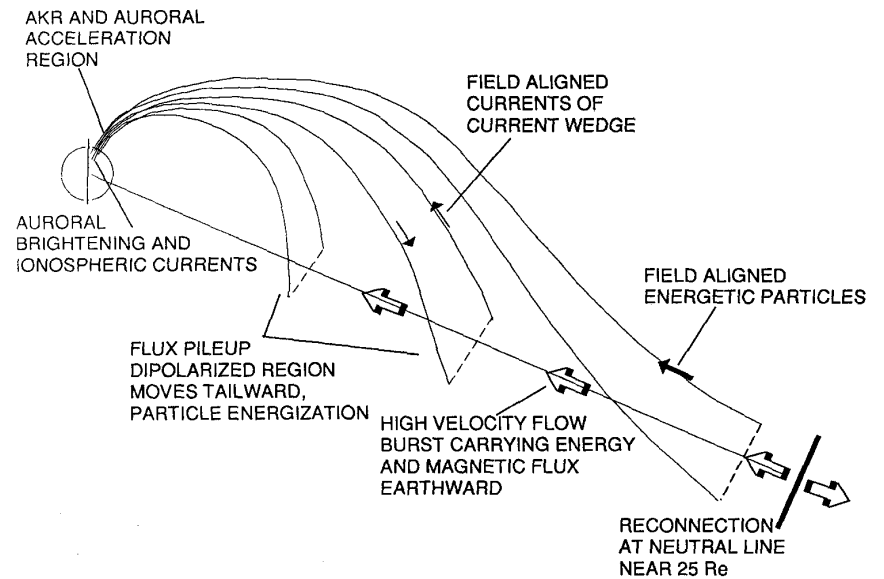 AKR AND AURORAL
ACCELERATION
REGION
FIELD ALIGNED
CURRENTS OF
CURRENT WEDGE
AURORAL
BRIGHTENING AND
IONOSPHERIC CURRENTS
FIELD ALIGNED
ENERGETIC PARTICLES
FLUX PILEUP
DIPOLARIZED REGION
MOVES TAILWARD,
PARTICLE ENERGIZATION
HIGH VELOCITY FLOW
BURST CARRYING ENERGY
AND MAGNETIC FLUX
EARTHWARD
RECONNECTION
AT NEUTRAL LINE
NEAR 25 Re